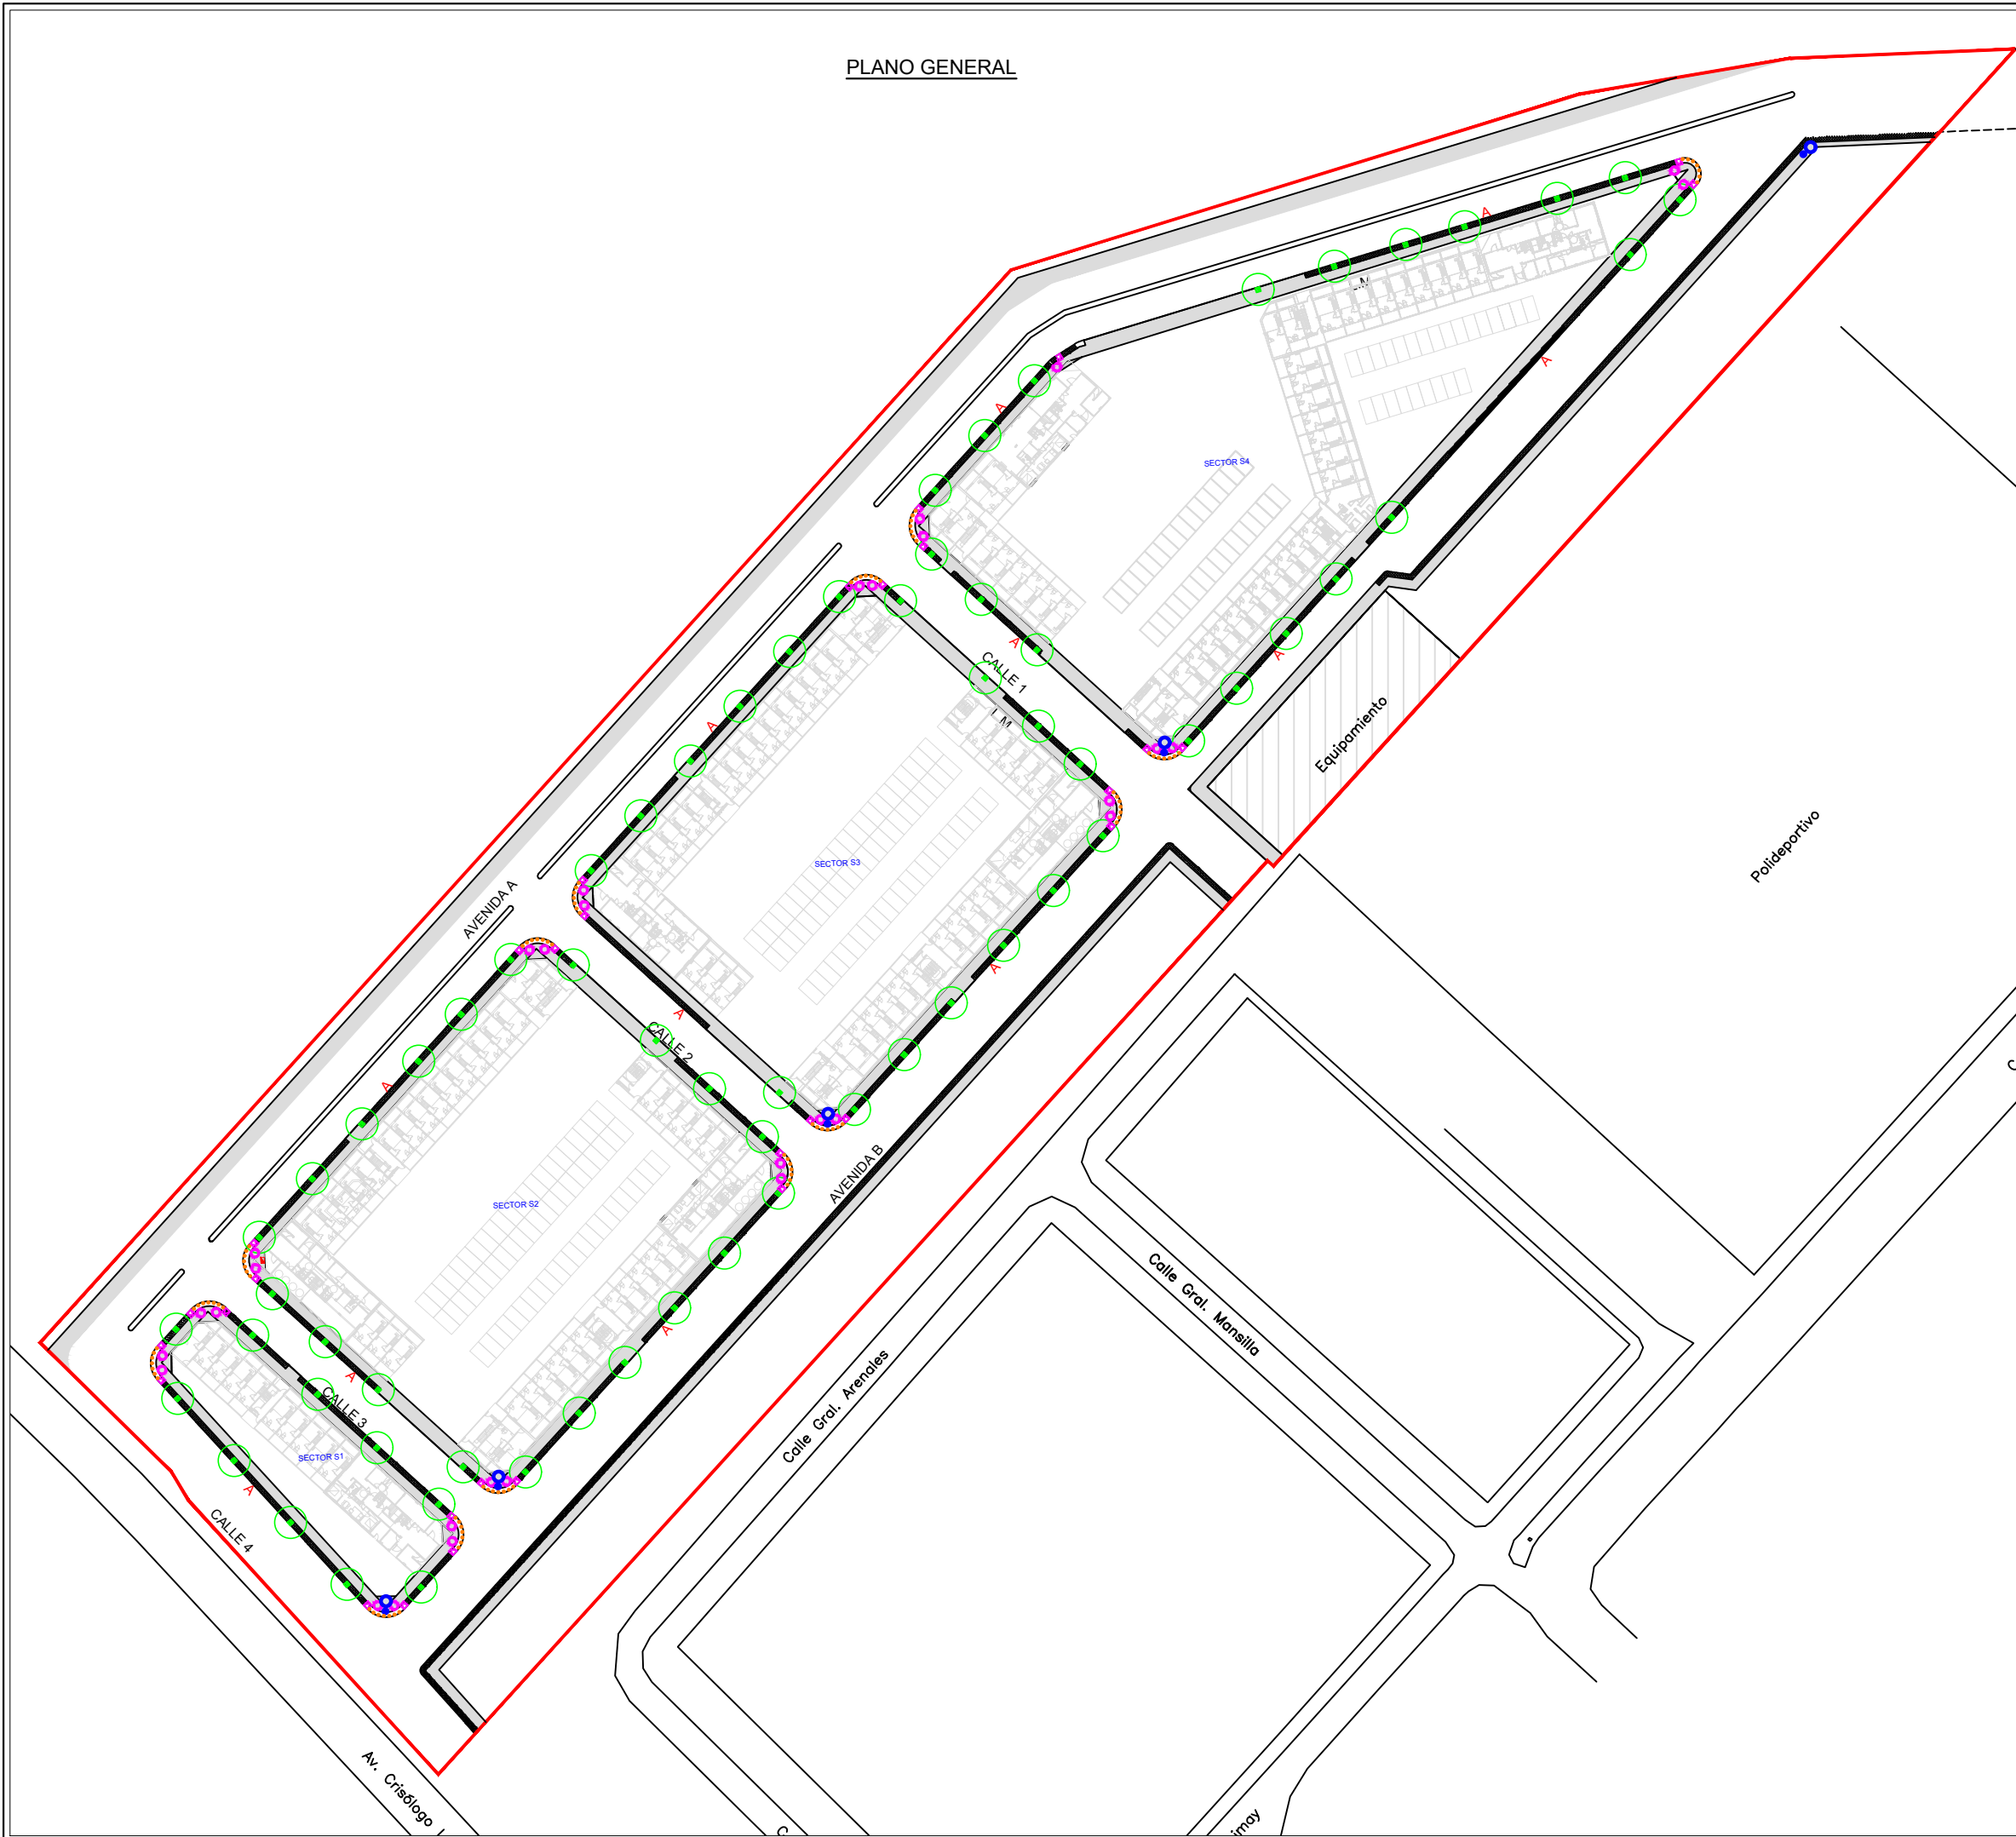 PLANO GENERAL
A
A
A
SECTOR S4
A
CALLE 1
A
Equipamiento
A
Polideportivo
SECTOR S3
AVENIDA A
A
A
CALLE 2
A
AVENIDA B
SECTOR S2
Calle Gral. Mansilla
A
Calle Gral. Arenales
A
CALLE 3
SECTOR S1
A
CALLE 4
Av. Crisólogo